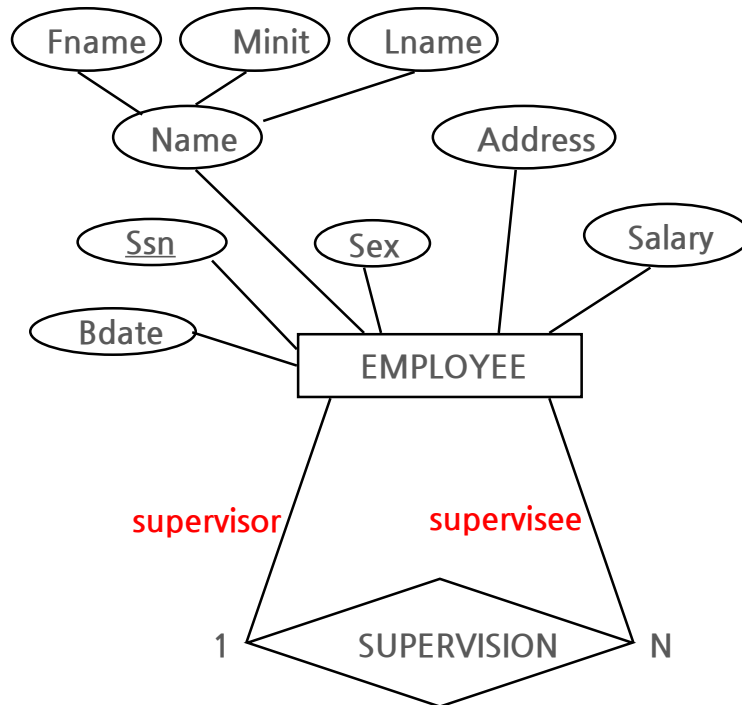 Fname Minit Lname
Name Address
Ssn Sex Salary
Bdate
EMPLOYEE
supervisor supervisee
1 SUPERVISION N